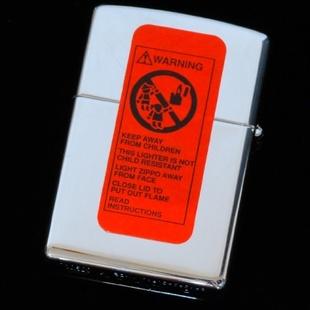 WARNING
KEEP AWAY
FROM CHILDREN
THIS LIGHTER IS NOT
CHILD RESISTANT
LIGHT ZIPPO AWAY
FROM FACE
CLOSE LID TO
PUT OUT FLAME
READ
INSTRUCTIONS